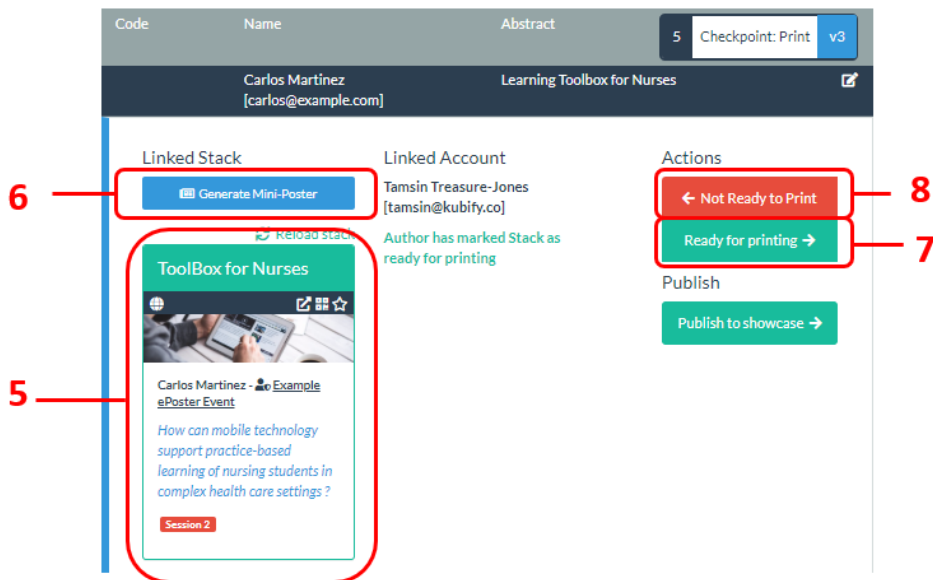 Code Name Abstract 5 Checkpoint: Print v3
Carlos Martinez Learning Toolbox for Nurses
[carlos@example.com]
Linked Stack Linked Account Actions
6 Generate Mini-Poster Tamsin Treasure-Jones Not Ready to Print 8
[tamsin@kubify.co]
Reload stack Author has marked Stack as Ready for printing 7
ready for printing
ToolBox for Nurses Publish
Publish to showcase
5
Carlos Martinez - Example
ePoster Event
How can mobile technology
support practice-based
learning of nursing students in
complex health care settings ?
Session 2